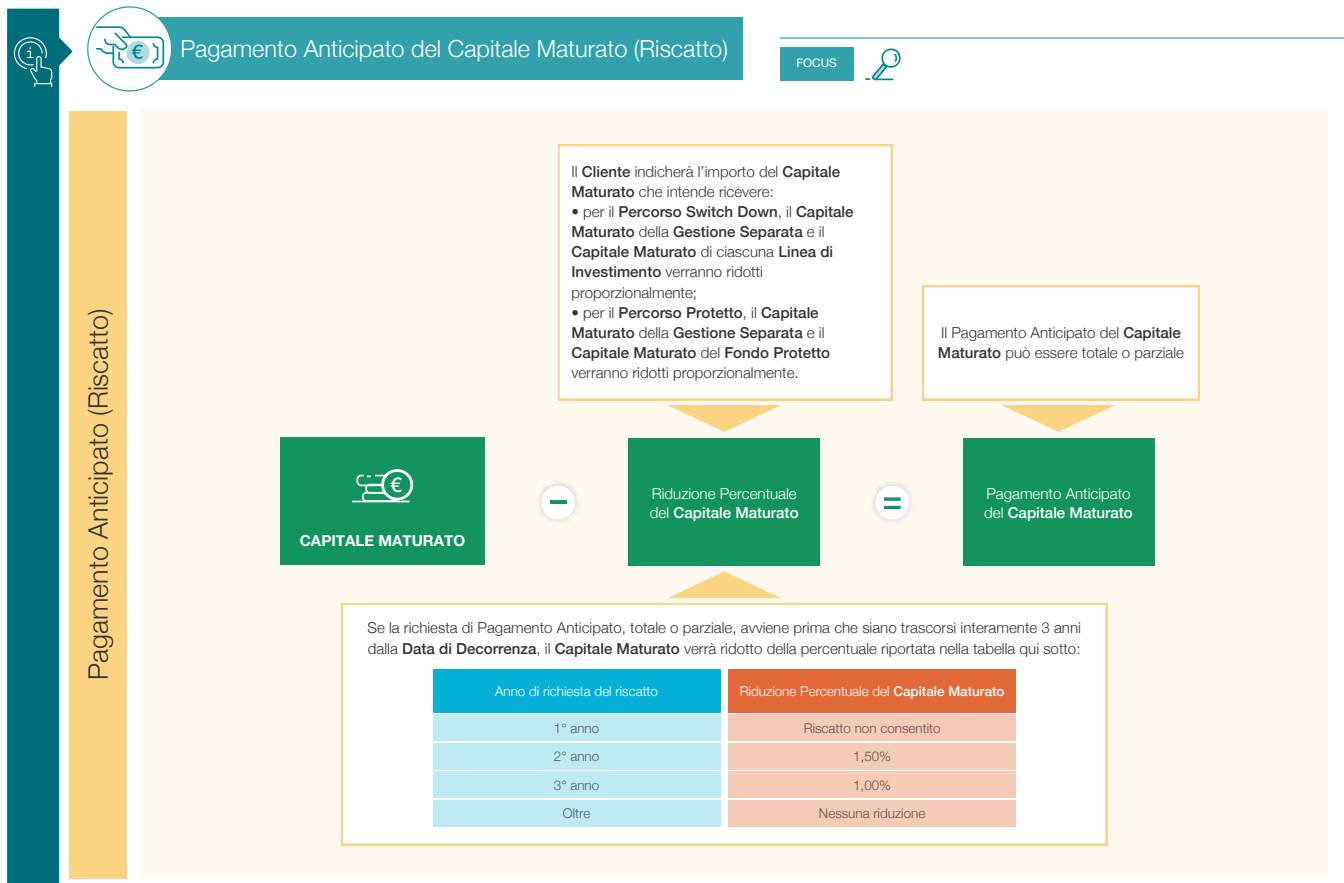 Pagamento Anticipato del Capitale Maturato (Riscatto)
FOCUS
Pagamento Anticipato (Riscatto)
Il Cliente indicherà l'importo del Capitale
Maturato che intende ricevere:
• per il Percorso Switch Down, il Capitale
Maturato della Gestione Separata e il
Capitale Maturato di ciascuna Linea di
Investimento verranno ridotti
proporzionalmente;
• per il Percorso Protetto, il Capitale
Maturato della Gestione Separata e il
Capitale Maturato del Fondo Protetto
verranno ridotti proporzionalmente.
Il Pagamento Anticipato del Capitale
Maturato può essere totale o parziale
€
CAPITALE MATURATO
–
Riduzione Percentuale
del Capitale Maturato
=
Pagamento Anticipato
del Capitale Maturato
Se la richiesta di Pagamento Anticipato, totale o parziale, avviene prima che siano trascorsi interamente 3 anni
dalla Data di Decorrenza, il Capitale Maturato verrà ridotto della percentuale riportata nella tabella qui sotto:
Anno di richiesta del riscatto Riduzione Percentuale del Capitale Maturato
1° anno Riscatto non consentito
2° anno 1,50%
3° anno 1,00%
Oltre Nessuna riduzione